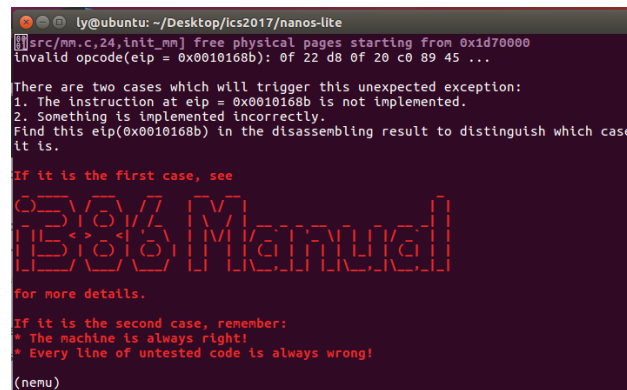 ly@ubuntu: ~/Desktop/ics2017/nanos-lite
src/mm.c,24,init_mm] free physical pages starting from 0x1d70000
invalid opcode(eip = 0x0010168b): 0f 22 d8 0f 20 c0 89 45 ...
There are two cases which will trigger this unexpected exception:
1. The instruction at eip = 0x0010168b is not implemented.
2. Something is implemented incorrectly.
Find this eip(0x0010168b) in the disassembling result to distinguish which case
it is.
If it is the first case, see
i386 Manual
for more details.
If it is the second case, remember:
* The machine is always right!
* Every line of untested code is always wrong!
(nemu)